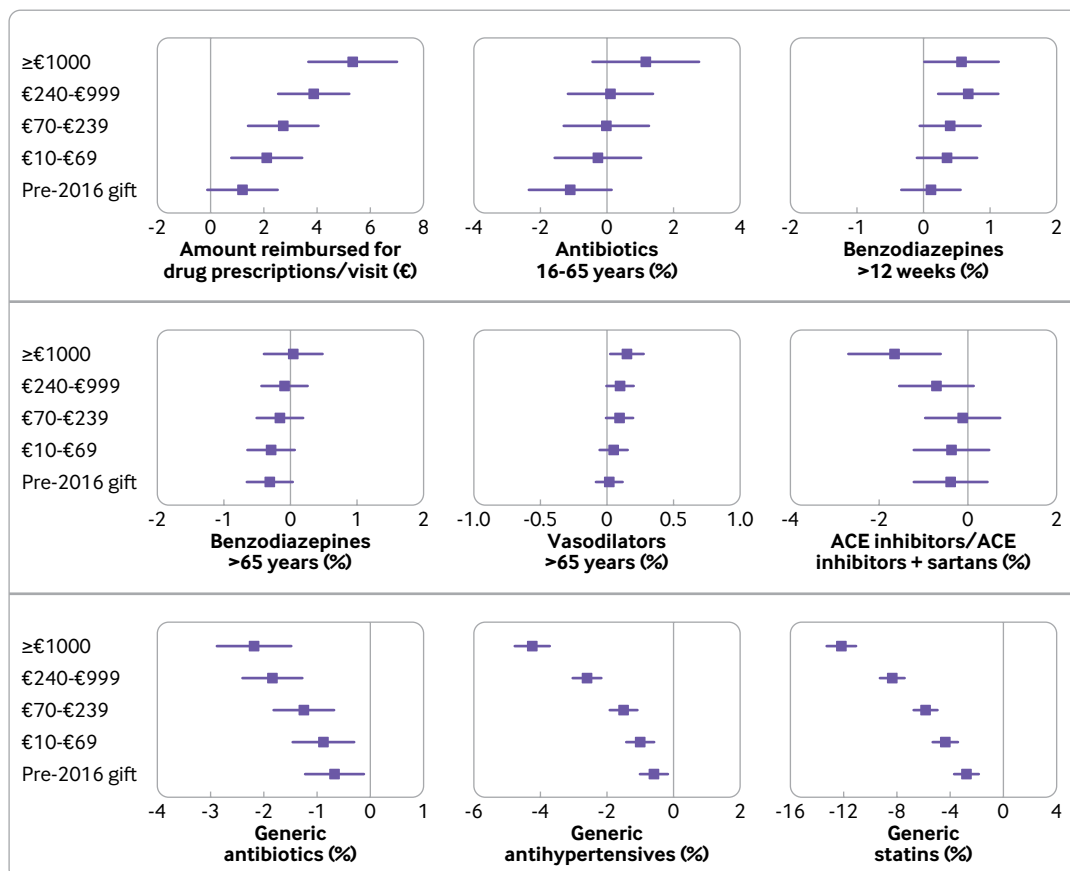 ≥€1000
€240-€999
€70-€239
€10-€69
Pre-2016 gift
-2 0 2 4 6 8
Amount reimbursed for
drug prescriptions/visit (€)
-4 -2 0 2 4
Antibiotics
16-65 years (%)
-2 -1 0 1 2
Benzodiazepines
>12 weeks (%)
≥€1000
€240-€999
€70-€239
€10-€69
Pre-2016 gift
-2 -1 0 1 2
Benzodiazepines
>65 years (%)
-1.0 -0.5 0 0.5 1.0
Vasodilators
>65 years (%)
-4 -2 0 2
ACE inhibitors/ACE
inhibitors + sartans (%)
≥€1000
€240-€999
€70-€239
€10-€69
Pre-2016 gift
-4 -3 -2 -1 0 1
Generic
antibiotics (%)
-6 -4 -2 0 2
Generic
antihypertensives (%)
-16 -12 -8 -4 0 4
Generic
statins (%)